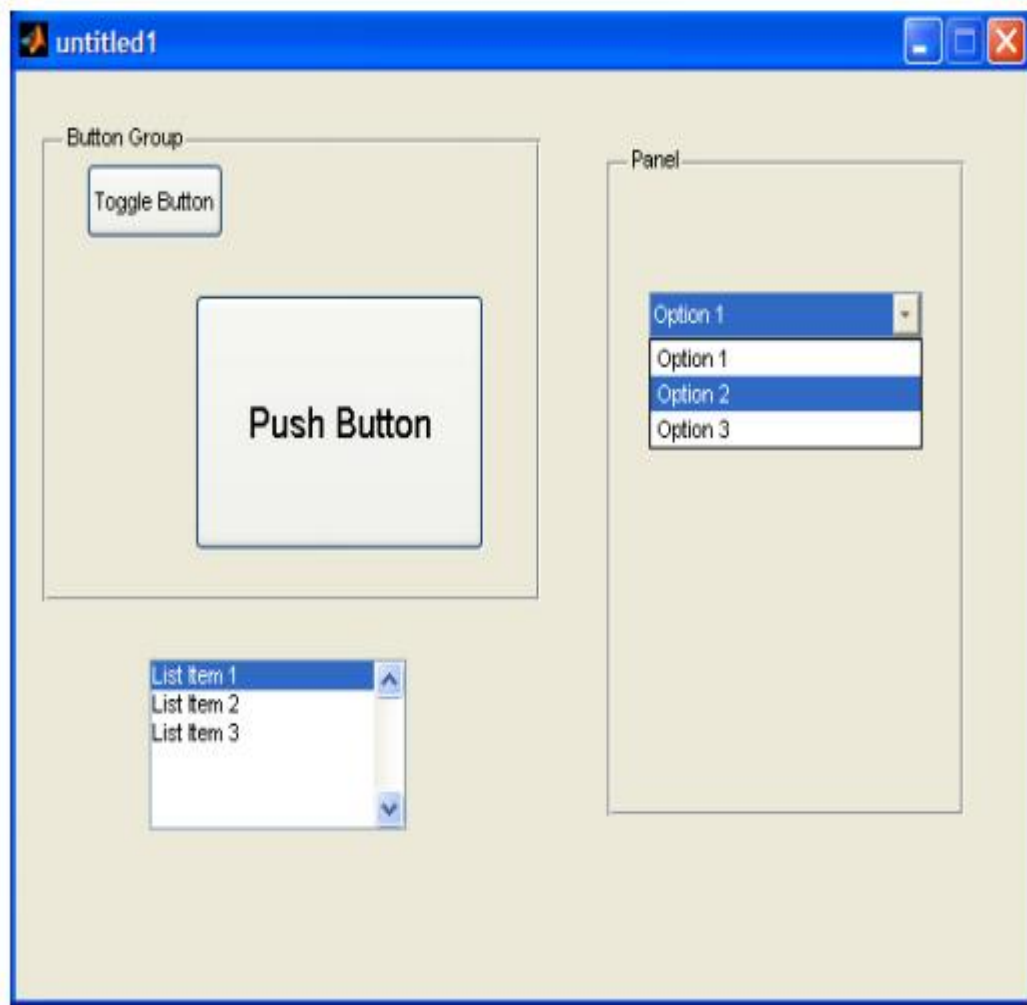 untitled1
Button Group
Toggle Button
Push Button
List Item 1
List Item 2
List Item 3
Panel
Option 1
Option 1
Option 2
Option 3